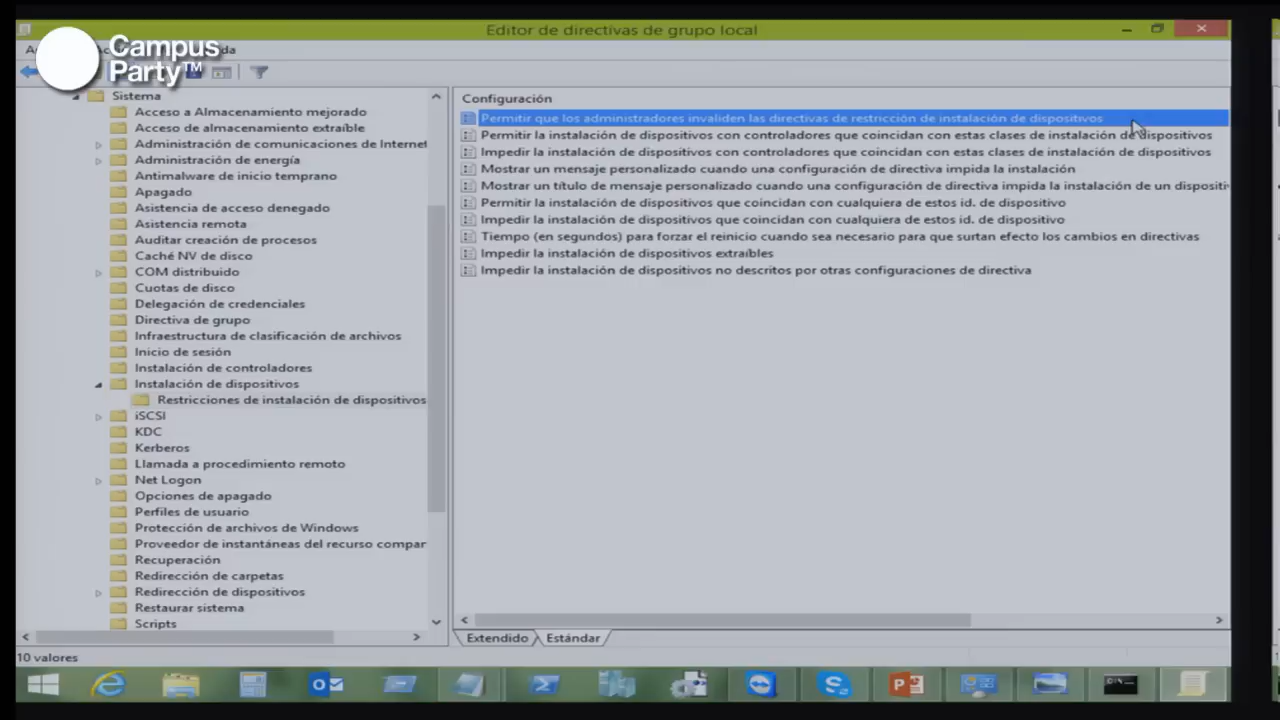 Editor de directivas de grupo local
Campus
Party™
Sistema
Acceso a Almacenamiento mejorado
Acceso de almacenamiento extraíble
Administración de comunicaciones de Internet
Administración de energía
Antimalware de inicio temprano
Apagado
Asistencia de acceso denegado
Asistencia remota
Auditar creación de procesos
Caché NV de disco
COM distribuido
Cuotas de disco
Delegación de credenciales
Directiva de grupo
Infraestructura de clasificación de archivos
Inicio de sesión
Instalación de controladores
Instalación de dispositivos
Restricciones de instalación de dispositivos
iSCSI
KDC
Kerberos
Llamada a procedimiento remoto
Net Logon
Opciones de apagado
Perfiles de usuario
Protección de archivos de Windows
Proveedor de instantáneas del recurso compar
Recuperación
Redirección de carpetas
Redirección de dispositivos
Restaurar sistema
Scripts
Configuración
Permitir que los administradores invaliden las directivas de restricción de instalación de dispositivos
Permitir la instalación de dispositivos con controladores que coincidan con estas clases de instalación de dispositivos
Impedir la instalación de dispositivos con controladores que coincidan con estas clases de instalación de dispositivos
Mostrar un mensaje personalizado cuando una configuración de directiva impida la instalación
Mostrar un título de mensaje personalizado cuando una configuración de directiva impida la instalación de un dispositi
Permitir la instalación de dispositivos que coincidan con cualquiera de estos id. de dispositivo
Impedir la instalación de dispositivos que coincidan con cualquiera de estos id. de dispositivo
Tiempo (en segundos) para forzar el reinicio cuando sea necesario para que surtan efecto los cambios en directivas
Impedir la instalación de dispositivos extraíbles
Impedir la instalación de dispositivos no descritos por otras configuraciones de directiva
Extendido
Estándar
10 valores